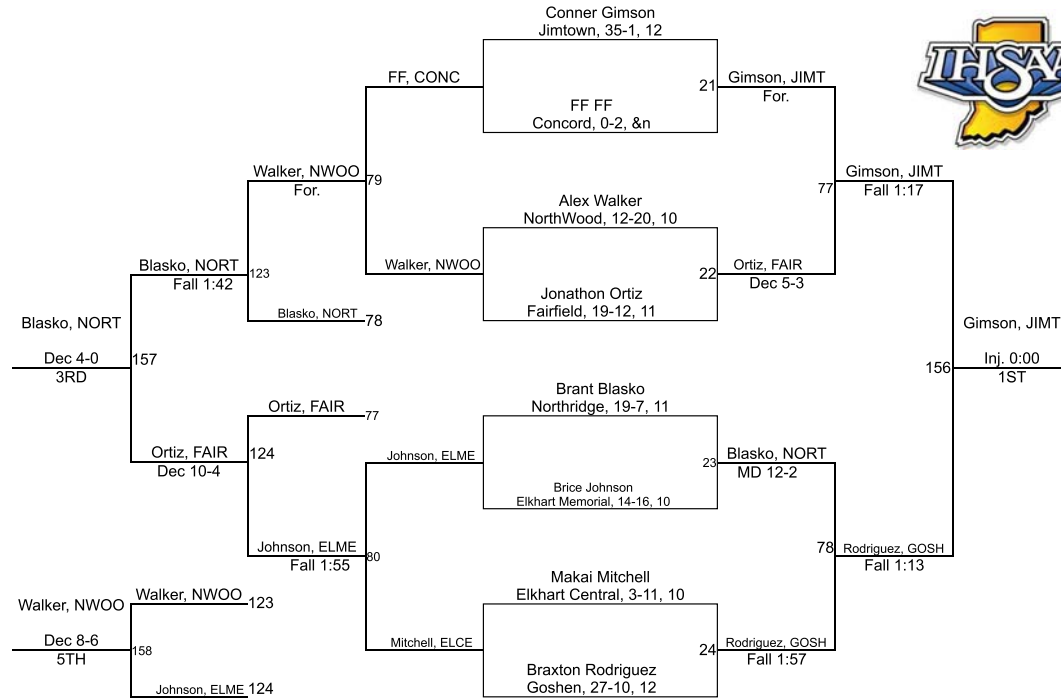 Conner Gimson
Jimtown, 35-1, 12
IHSAA
FF, CONC
21
Gimson, JIMT
For.
FF FF
Concord, 0-2, &n
Walker, NWOO
For.
79
Gimson, JIMT
Fall 1:17
77
Alex Walker
NorthWood, 12-20, 10
Walker, NWOO
22
Ortiz, FAIR
Dec 5-3
Blasko, NORT
Fall 1:42
123
Jonathon Ortiz
Fairfield, 19-12, 11
Blasko, NORT
78
Blasko, NORT
Dec 4-0
3RD
157
Gimson, JIMT
Inj. 0:00
1ST
156
Brant Blasko
Northridge, 19-7, 11
Ortiz, FAIR
77
Ortiz, FAIR
Dec 10-4
124
Johnson, ELME
23
Blasko, NORT
MD 12-2
Brice Johnson
Elkhart Memorial, 14-16, 10
Johnson, ELME
Fall 1:55
80
78
Rodriguez, GOSH
Fall 1:13
Makai Mitchell
Elkhart Central, 3-11, 10
Walker, NWOO
Dec 8-6
5TH
158
Walker, NWOO
123
Mitchell, ELCE
24
Rodriguez, GOSH
Fall 1:57
Braxton Rodriguez
Goshen, 27-10, 12
Johnson, ELME
124